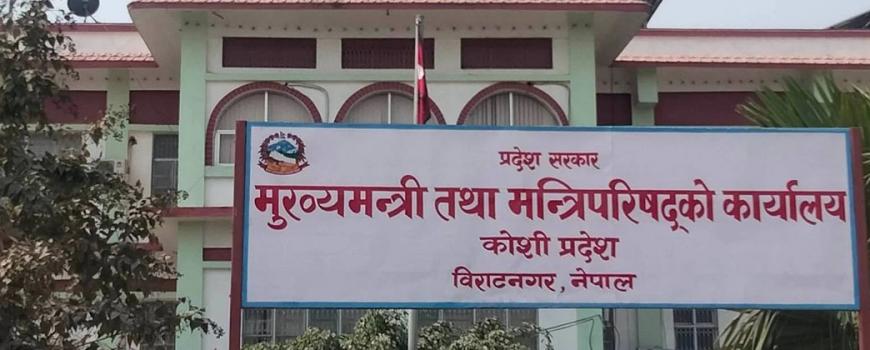 प्रदेश सरकार
मुख्यमन्त्री तथा मन्त्रिपरिषद्को कार्यालय
कोशी प्रदेश
विराटनगर, नेपाल